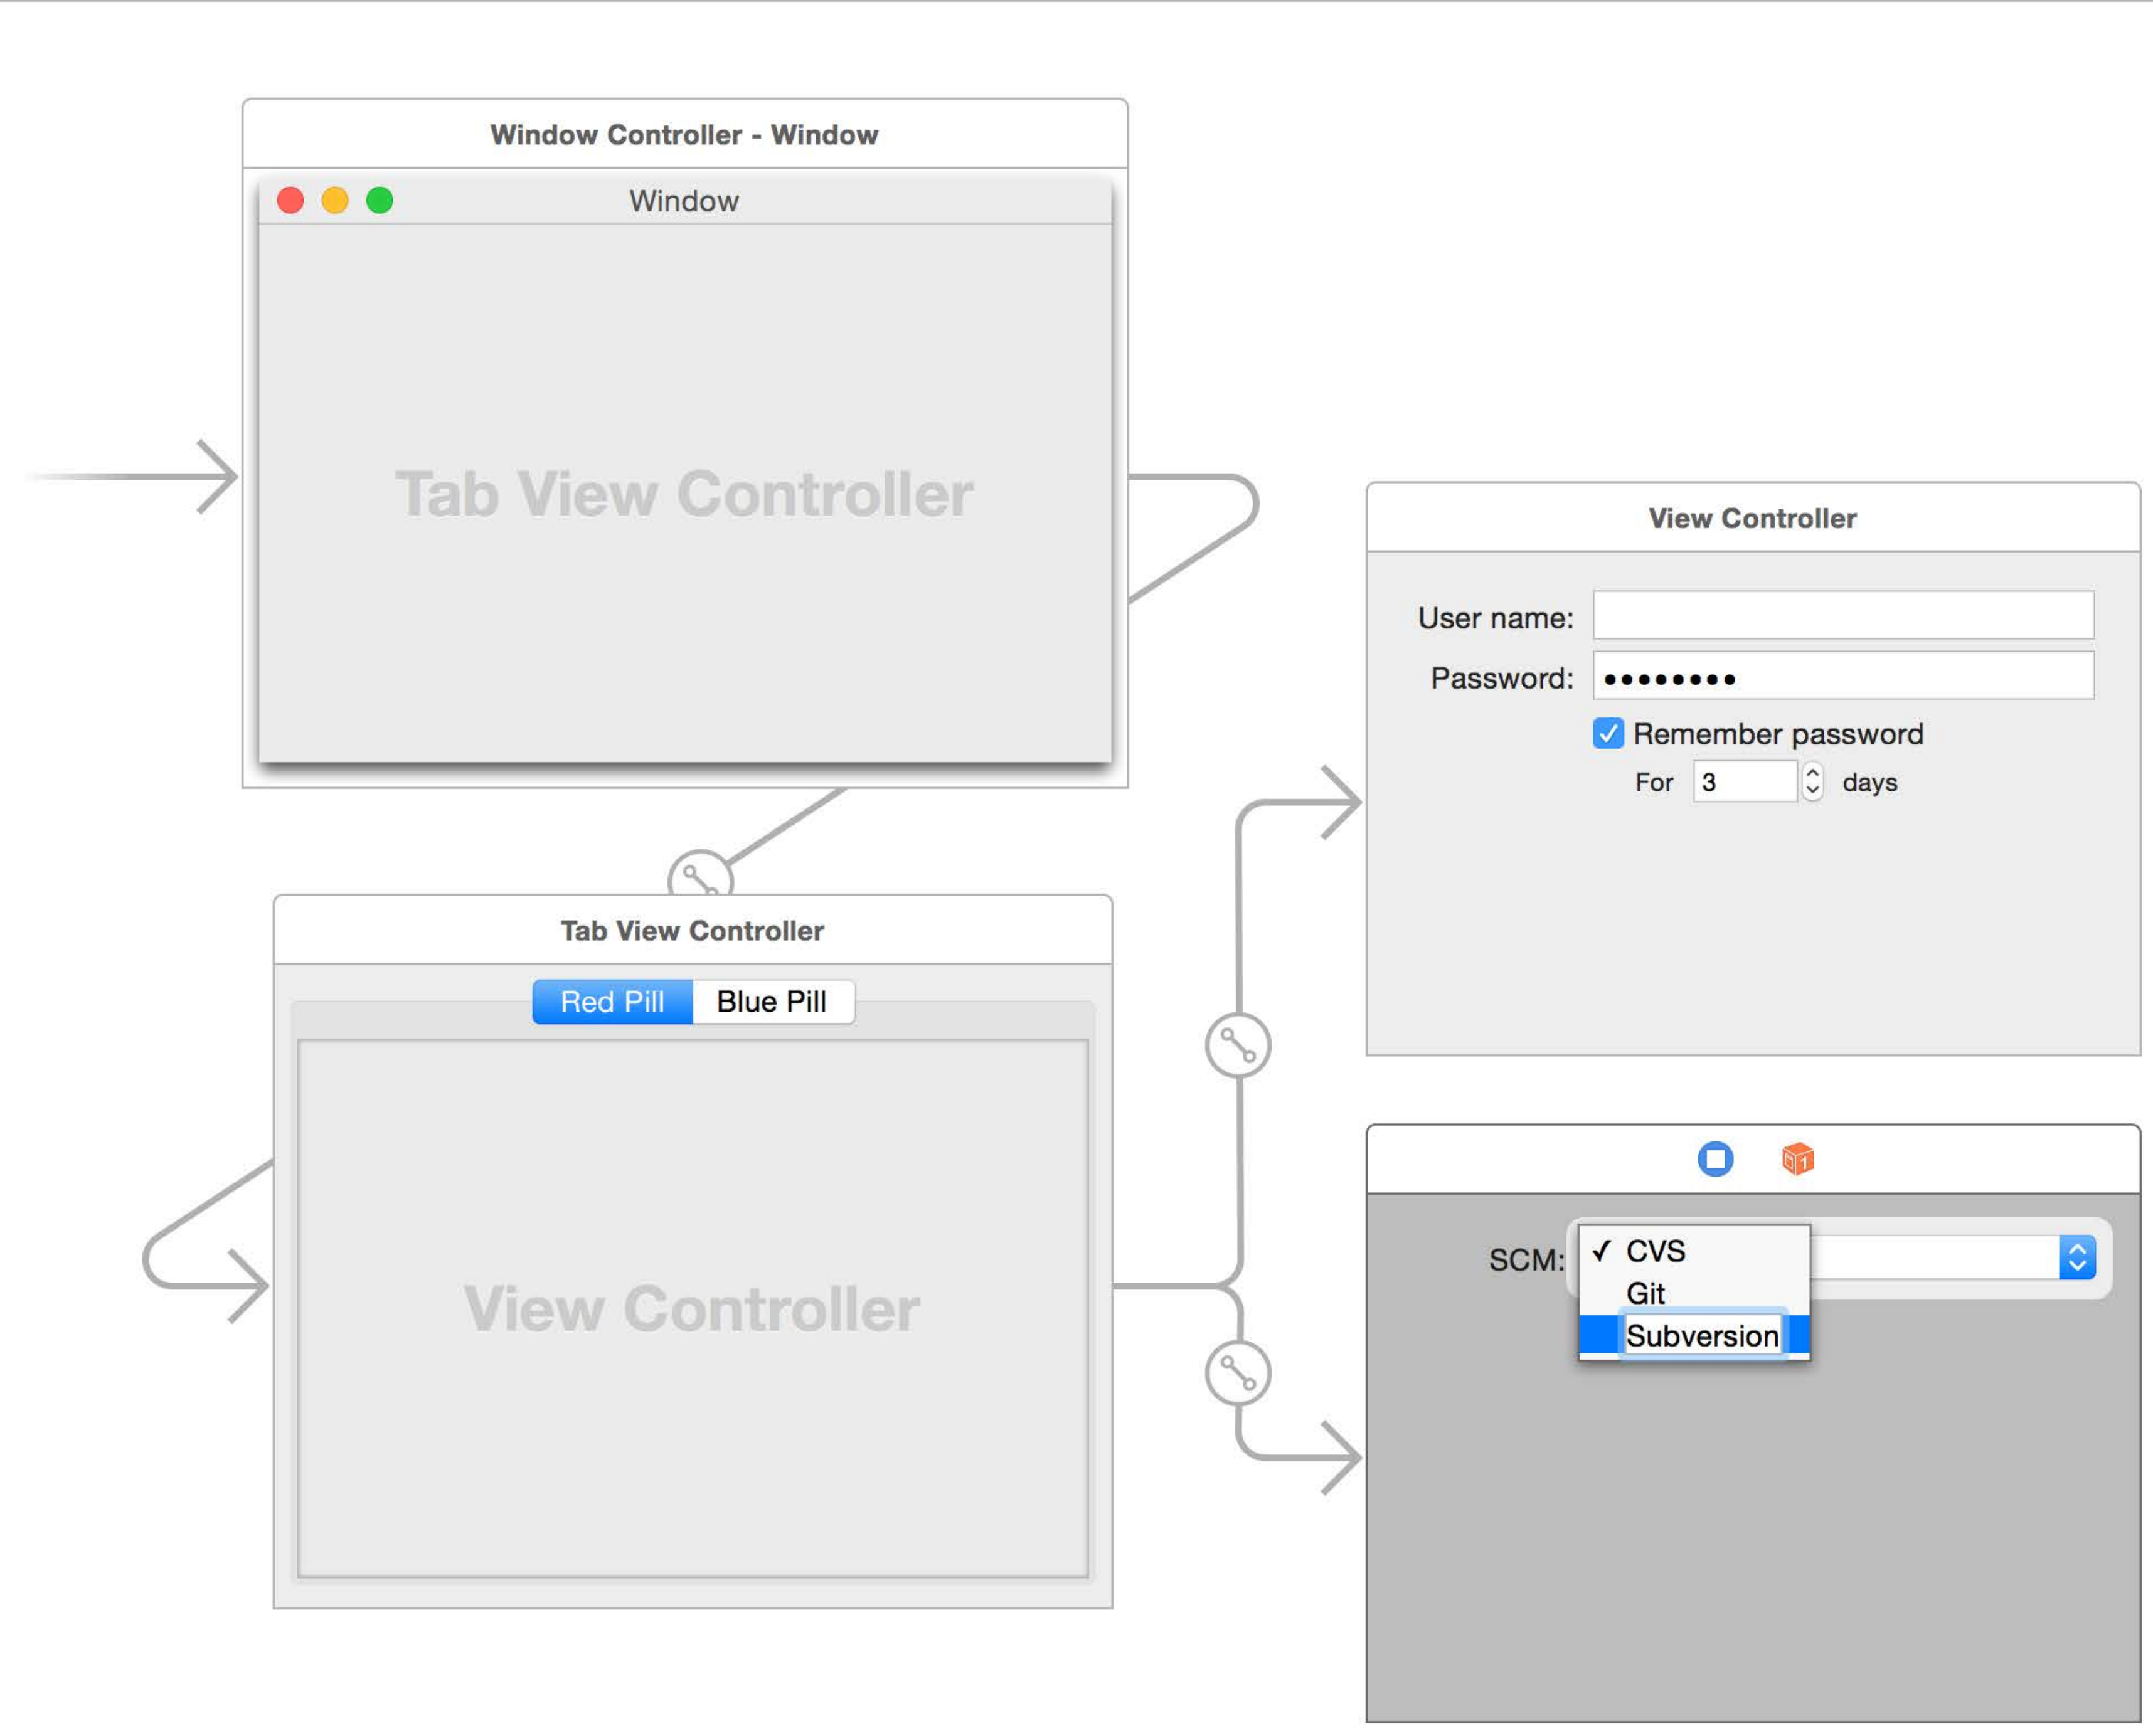 Window Controller - Window
Window
Tab View Controller
View Controller
User name:
Password: ••••••••
Remember password
For 3 days
Tab View Controller
Red Pill Blue Pill
View Controller
SCM:
✓ CVS
Git
Subversion